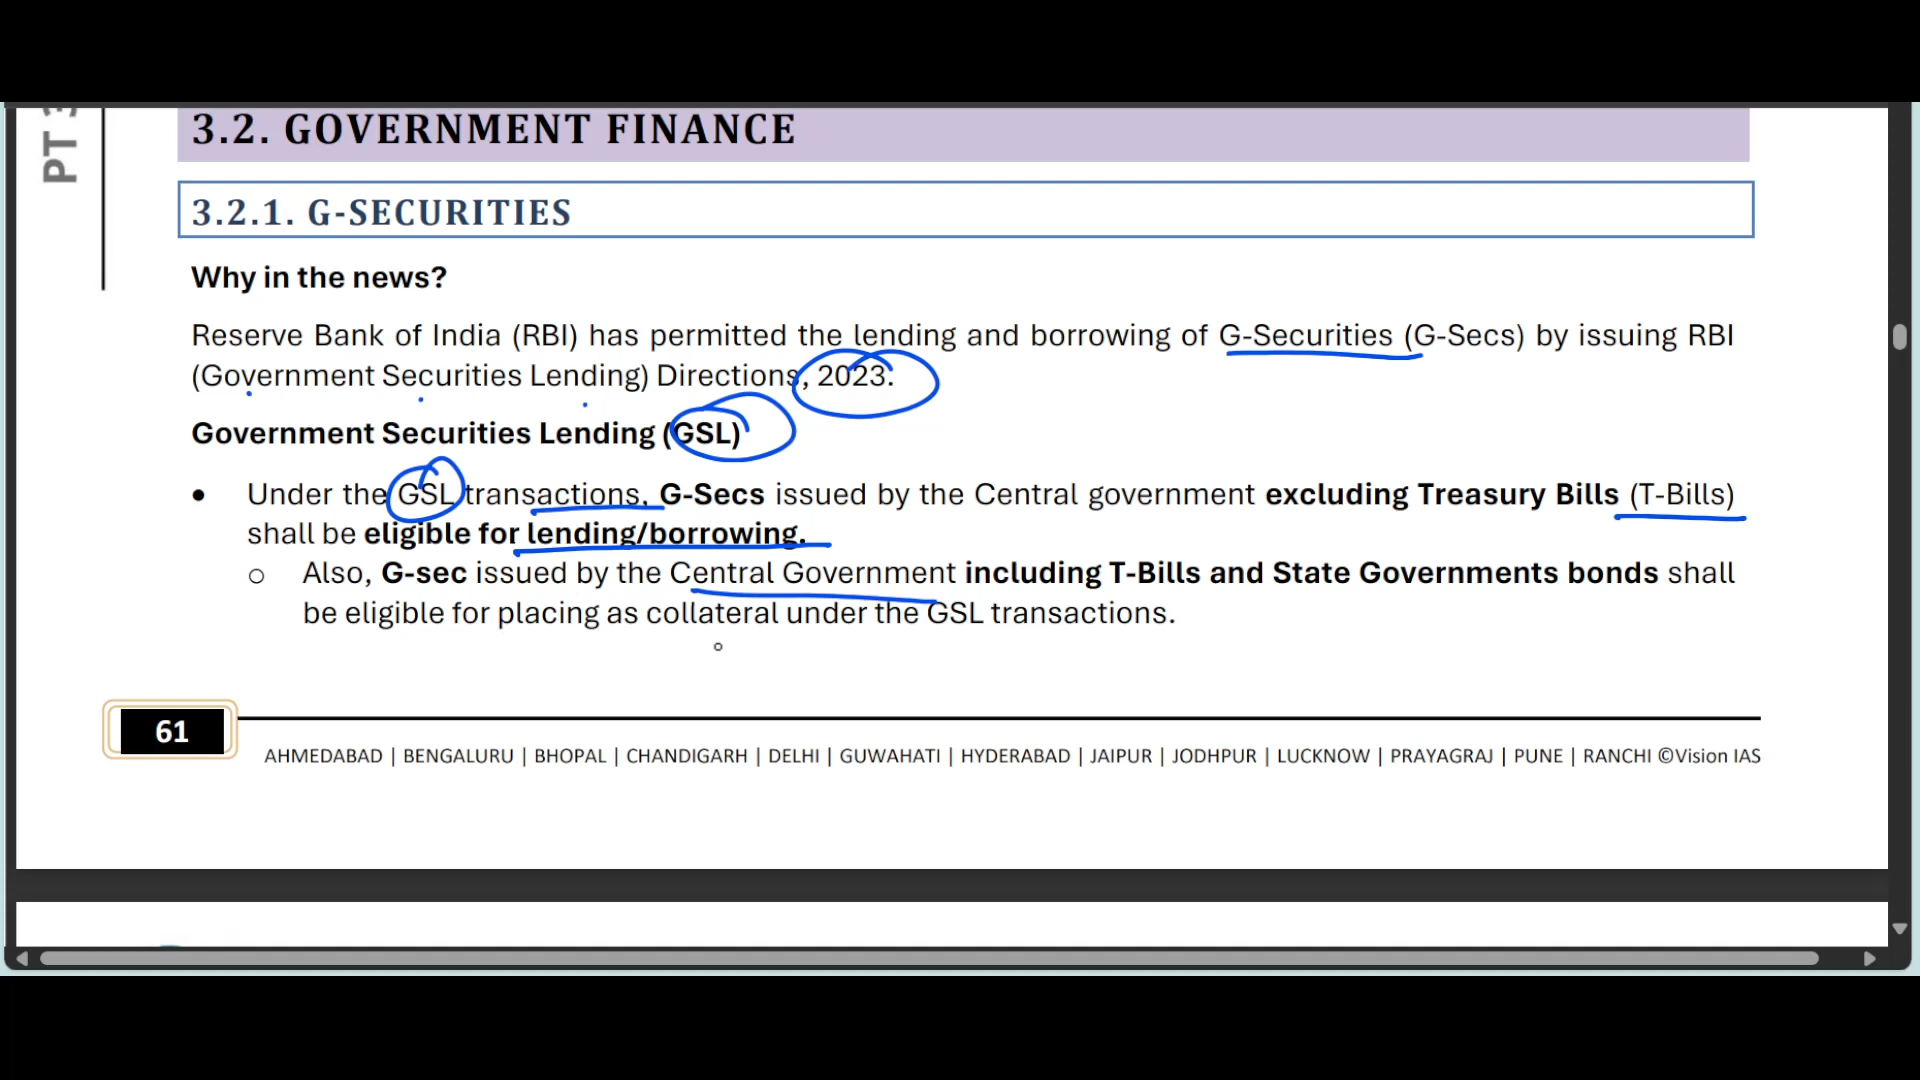 3.2. GOVERNMENT FINANCE
PT
3.2.1. G-SECURITIES
Why in the news?
Reserve Bank of India (RBI) has permitted the lending and borrowing of G-Securities (G-Secs) by issuing RBI
(Government Securities Lending) Directions, 2023.
Government Securities Lending (GSL)
● Under the GSL transactions, G-Secs issued by the Central government excluding Treasury Bills (T-Bills)
shall be eligible for lending/borrowing.
○ Also, G-sec issued by the Central Government including T-Bills and State Governments bonds shall
be eligible for placing as collateral under the GSL transactions.
61
AHMEDABAD | BENGALURU | BHOPAL | CHANDIGARH | DELHI | GUWAHATI | HYDERABAD | JAIPUR | JODHPUR | LUCKNOW | PRAYAGRAJ | PUNE | RANCHI ©Vision IAS